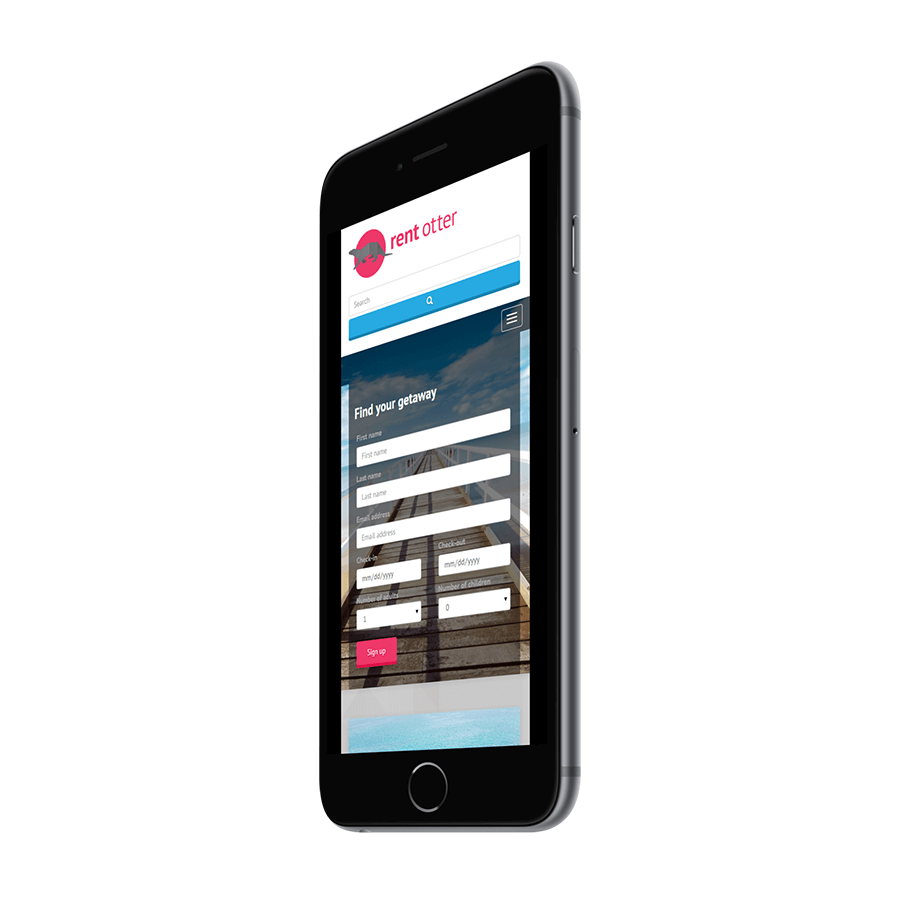 rent otter
Search
Find your getaway
First name
First name
Last name
Last name
Email address
Email address
Check-in
Check-out
mm/dd/yyyy
mm/dd/yyyy
Number of adults
Number of children
1
0
Sign up